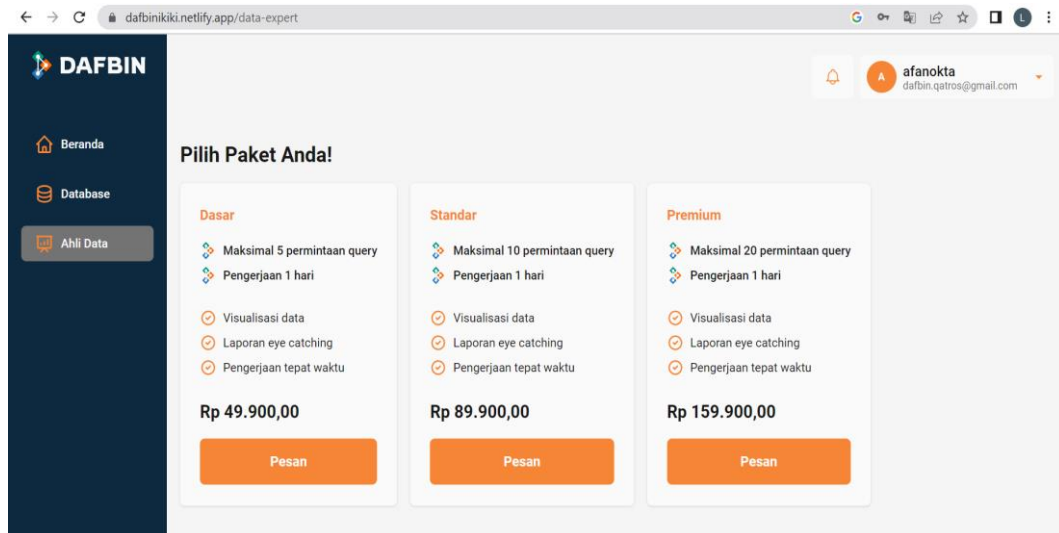 dafbinikiki.netlify.app/data-expert
L
DAFBIN
A
afanokta
dafbin.qatros@gmail.com
Beranda
Database
Ahli Data
Pilih Paket Anda!
Dasar
Maksimal 5 permintaan query
Pengerjaan 1 hari
Visualisasi data
Laporan eye catching
Pengerjaan tepat waktu
Rp 49.900,00
Pesan
Standar
Maksimal 10 permintaan query
Pengerjaan 1 hari
Visualisasi data
Laporan eye catching
Pengerjaan tepat waktu
Rp 89.900,00
Pesan
Premium
Maksimal 20 permintaan query
Pengerjaan 1 hari
Visualisasi data
Laporan eye catching
Pengerjaan tepat waktu
Rp 159.900,00
Pesan